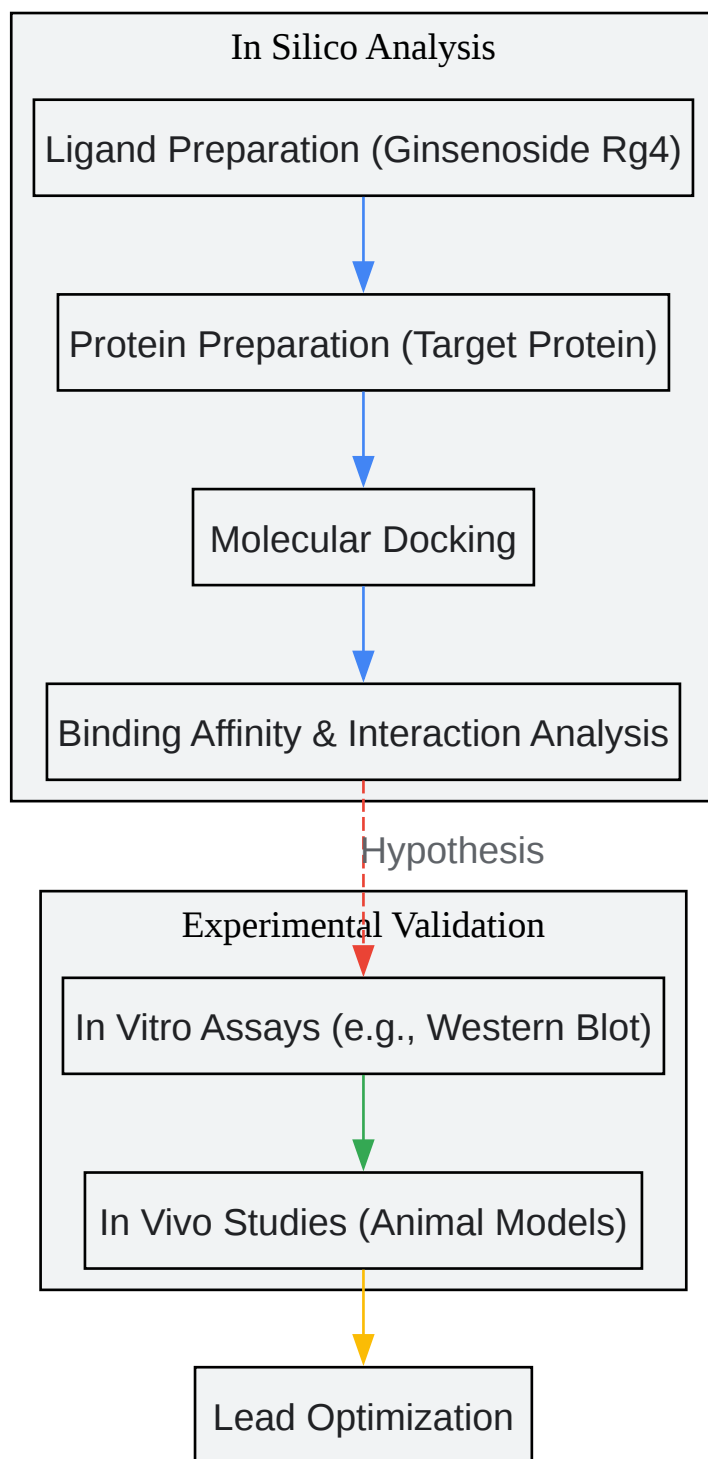 In Silico Analysis
Ligand Preparation (Ginsenoside Rg4)
Protein Preparation (Target Protein)
Molecular Docking
Binding Affinity & Interaction Analysis
Hypothesis
Experimental Validation
In Vitro Assays (e.g., Western Blot)
In Vivo Studies (Animal Models)
Lead Optimization